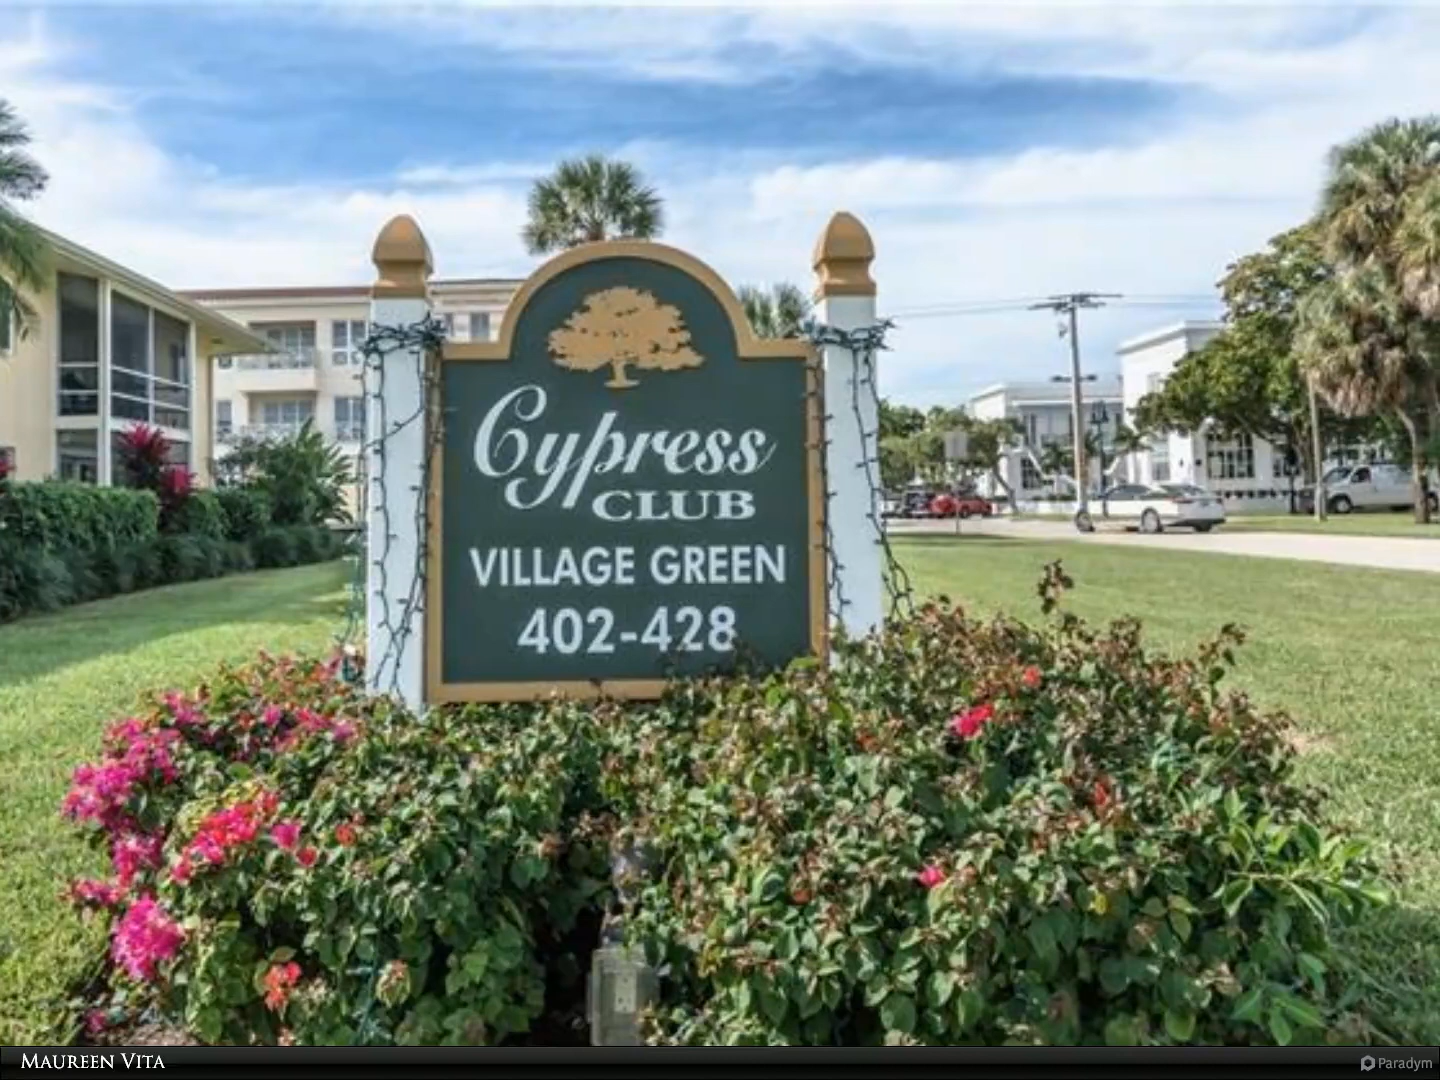 Cypress
CLUB
VILLAGE GREEN
402-428
MAUREEN VITA
Paradym